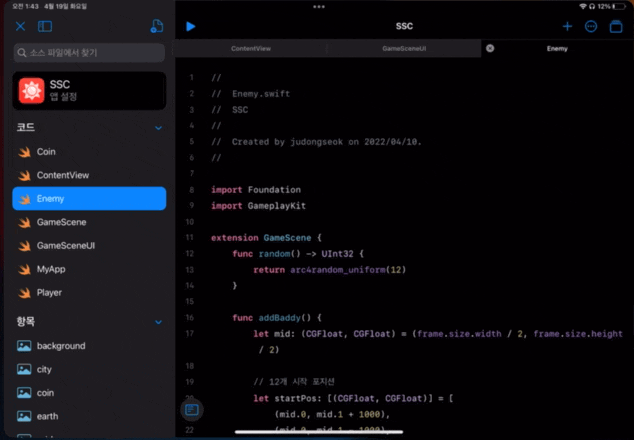 오전 1:43 4월 19일 화요일
12%
SSC
소스 파일에서 찾기
ContentView
GameSceneUI
Enemy
SSC
앱 설정
코드
Coin
ContentView
Enemy
GameScene
GameSceneUI
MyApp
Player
항목
background
city
coin
earth
1 //
2 // Enemy.swift
3 // SSC
4 //
5 // Created by judongseok on 2022/04/10.
6 //
7
8 import Foundation
9 import GameplayKit
10
11 extension GameScene {
12 func random() -> UInt32 {
13 return arc4random_uniform(12)
14 }
15
16 func addBaddy() {
17 let mid: (CGFloat, CGFloat) = (frame.size.width / 2, frame.size.height
/ 2)
18
19 // 12개 시작 포지션
20 let startPos: [(CGFloat, CGFloat)] = [
(mid.0, mid.1 + 1000),